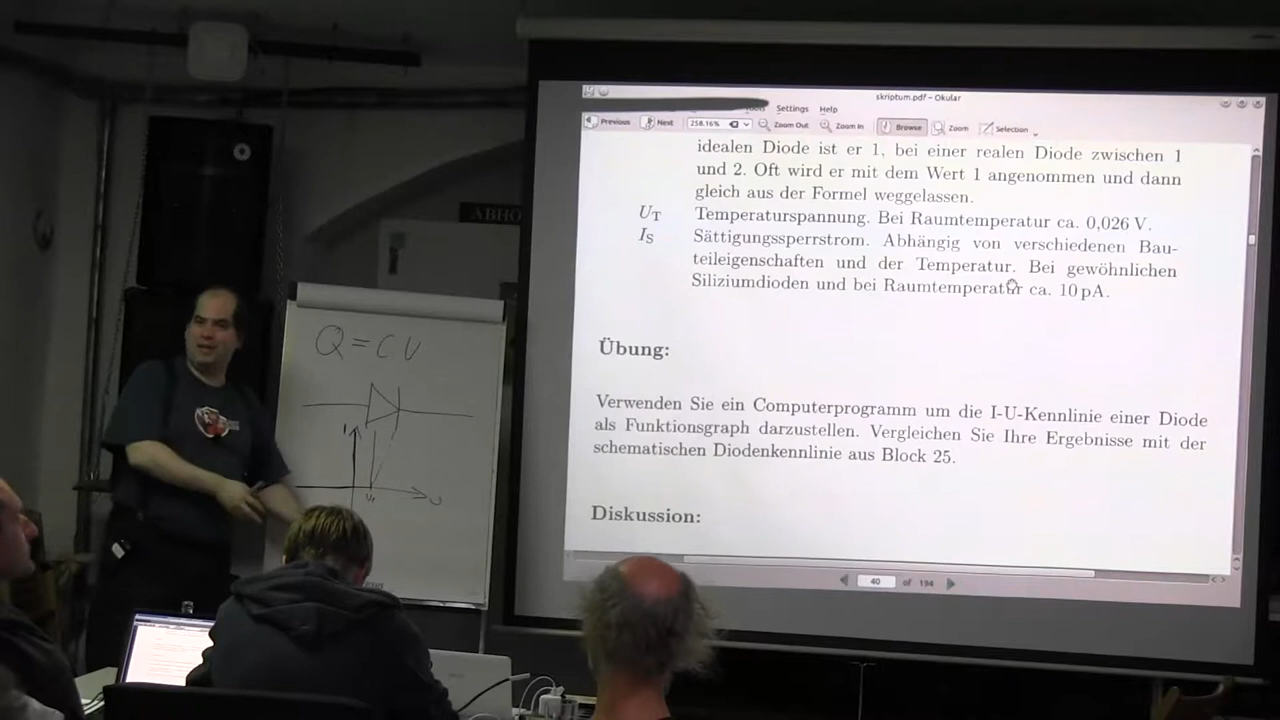 skriptum.pdf – Okular
Tools Settings Help
Previous Next 258.16% Zoom Out Zoom In Browse Zoom Selection
idealen Diode ist er 1, bei einer realen Diode zwischen 1
und 2. Oft wird er mit dem Wert 1 angenommen und dann
gleich aus der Formel weggelassen.
UT Temperaturspannung. Bei Raumtemperatur ca. 0,026 V.
IS Sättigungssperrstrom. Abhängig von verschiedenen Bau-
teileigenschaften und der Temperatur. Bei gewöhnlichen
Siliziumdioden und bei Raumtemperatur ca. 10 pA.
Übung:
Verwenden Sie ein Computerprogramm um die I-U-Kennlinie einer Diode
als Funktionsgraph darzustellen. Vergleichen Sie Ihre Ergebnisse mit der
schematischen Diodenkennlinie aus Block 25.
Diskussion:
40 of 194
ABHO
Q = C U
I
U